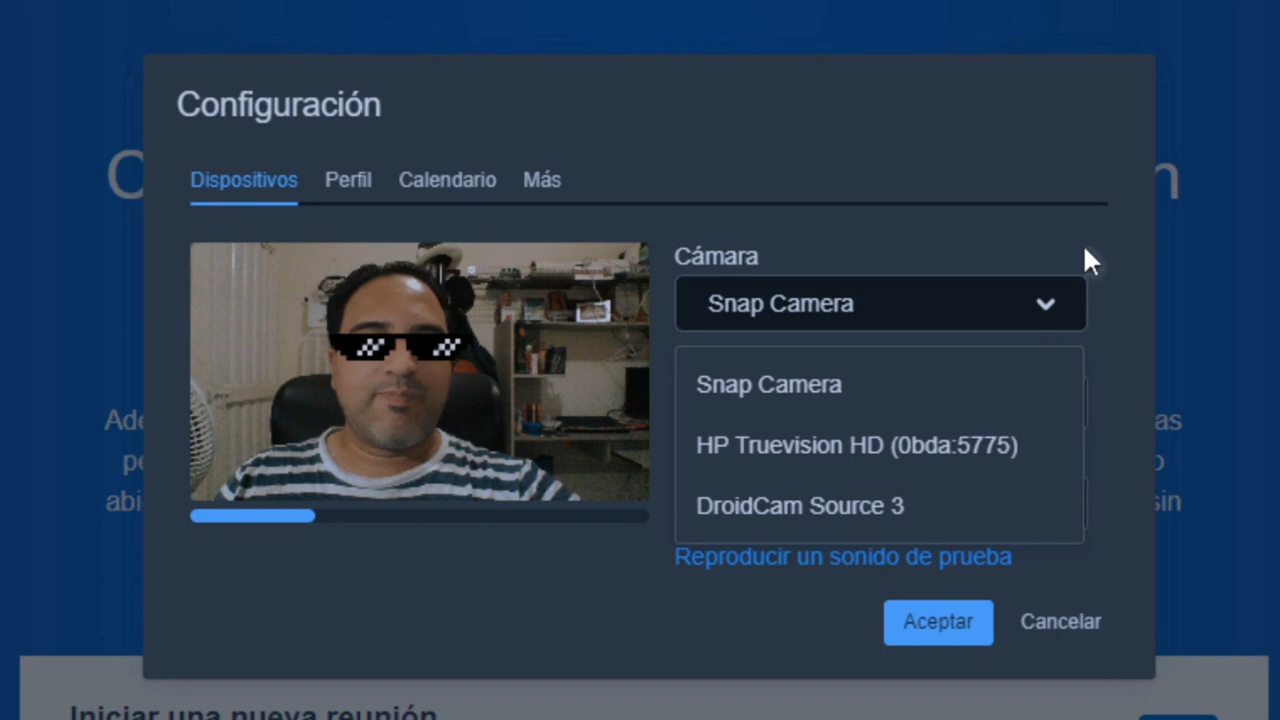 Configuración
Dispositivos Perfil Calendario Más
Cámara
Snap Camera
Snap Camera
HP Truevision HD (0bda:5775)
DroidCam Source 3
Reproducir un sonido de prueba
Aceptar Cancelar
sin
Iniciar una nueva reunión